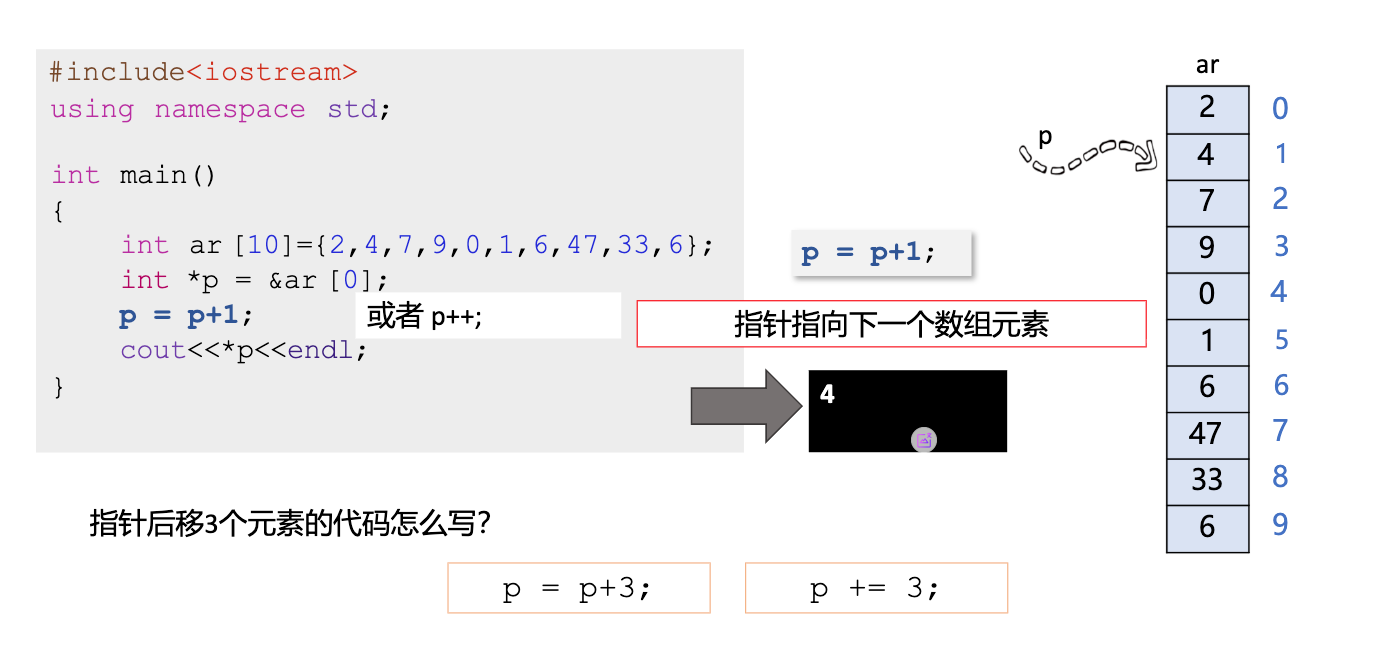 #include<iostream>
using namespace std;
int main()
{
int ar[10]={2,4,7,9,0,1,6,47,33,6};
int *p = &ar[0];
p = p+1;
或者 p++;
cout<<*p<<endl;
}
p = p+1;
指针指向下一个数组元素
4
p
ar
2 0
4 1
7 2
9 3
0 4
1 5
6 6
47 7
33 8
6 9
指针后移3个元素的代码怎么写?
p = p+3;
p += 3;